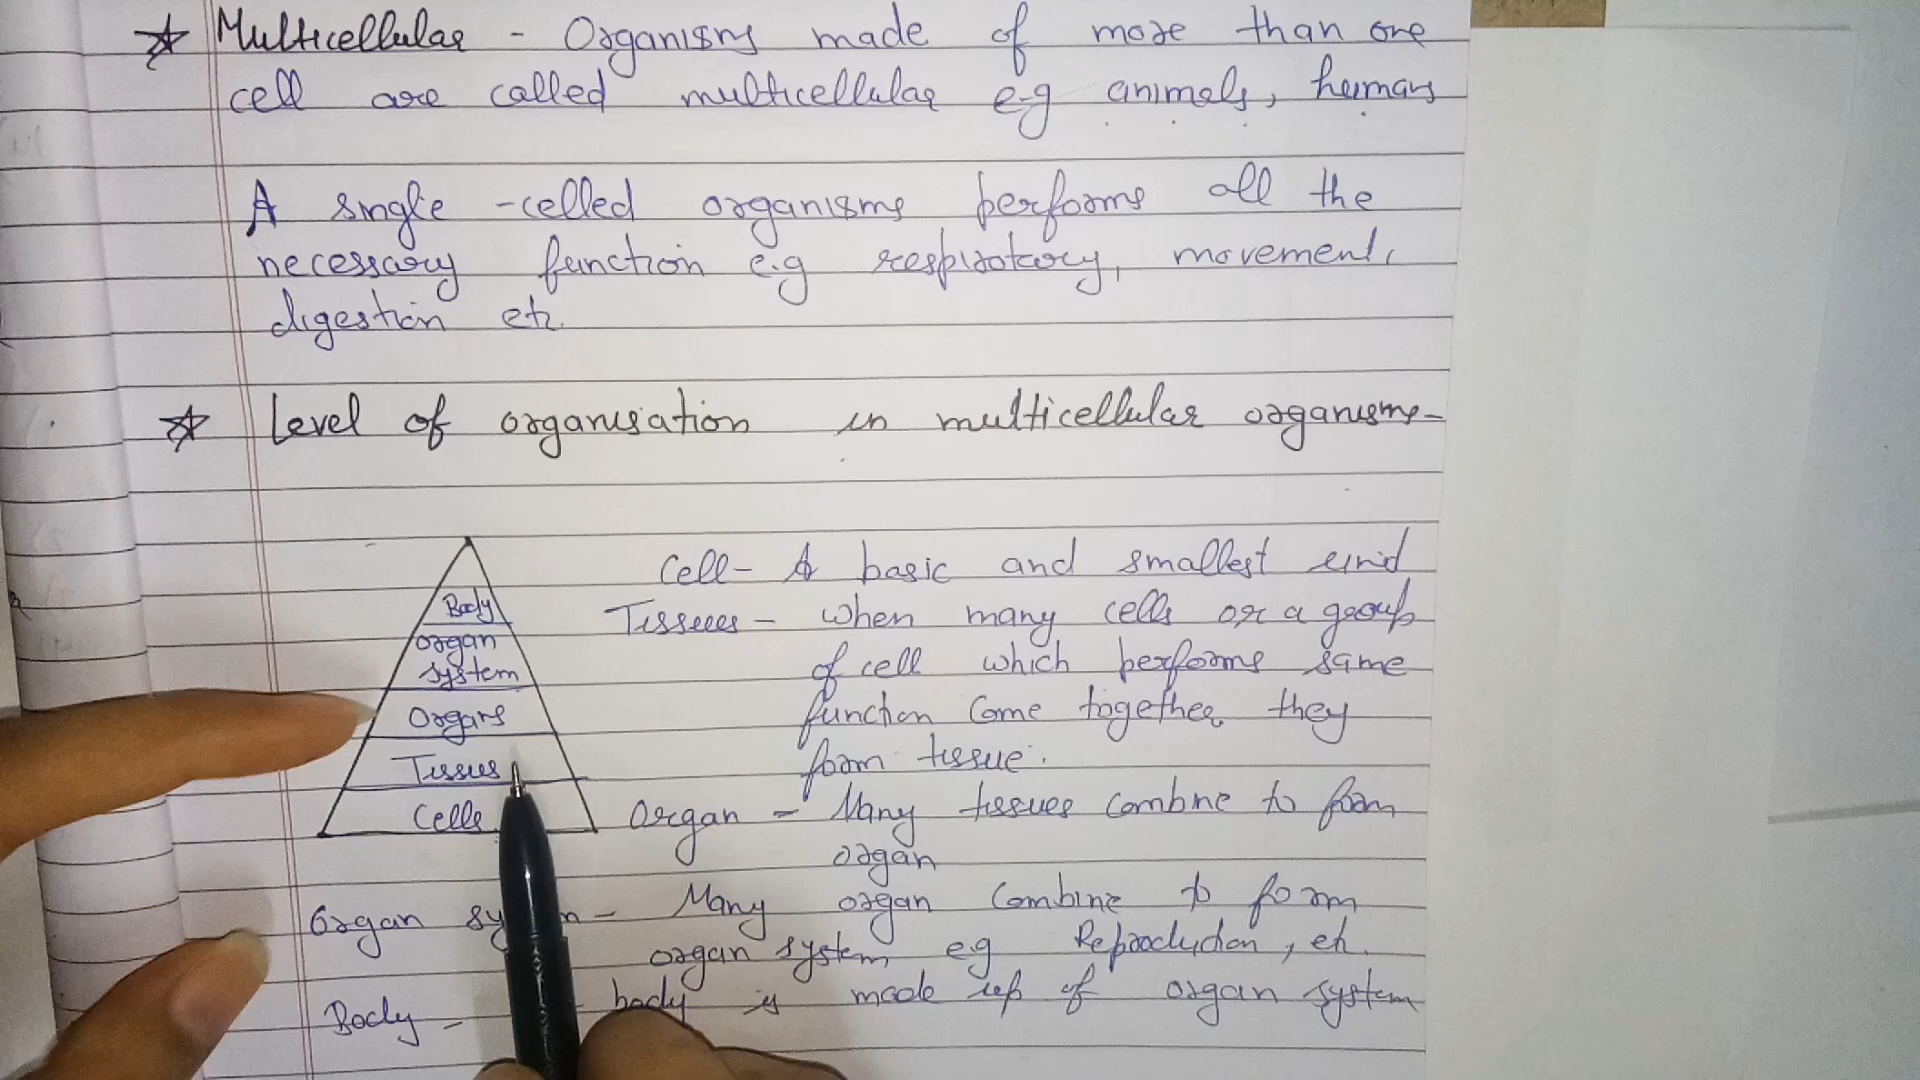 Multicellular - Organisms made of more than one
cell are called multicellular e-g animals, humans
A single -celled organisms performs all the
necessary function e.g respiratory, movement,
digestion etc.
Level of organisation in multicellular organisms-
Body
organ
system
Organs
Tissues
Cells
Cell- A basic and smallest unit
Tissues - When many cells or a group
of cell which performs same
function come together they
form tissue.
Organ - Many tissues combine to form
organ
Organ - Many organ combine to form
organ system e.g Reproduction, etc.
Body - body is made up of organ system